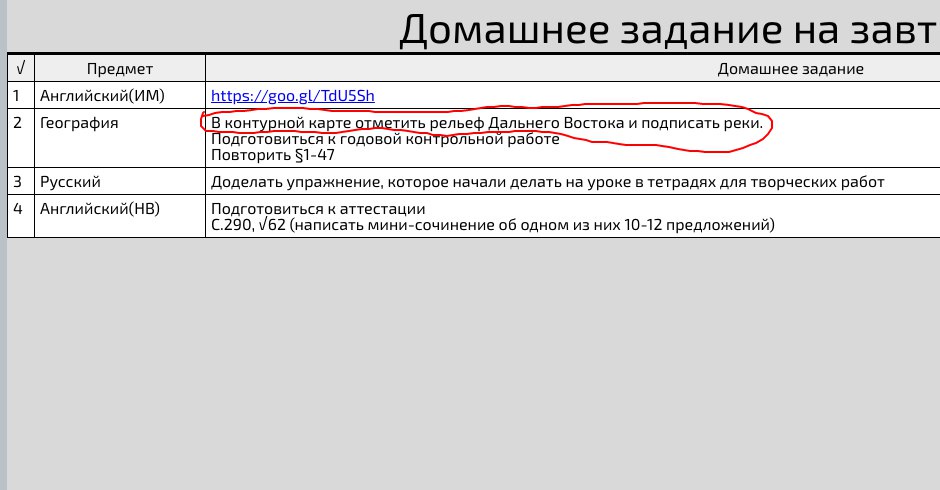 Домашнее задание на завт
√ Предмет Домашнее задание
1 Английский(ИМ) https://goo.gl/TdU5Sh
2 География В контурной карте отметить рельеф Дальнего Востока и подписать реки.
Подготовиться к годовой контрольной работе
Повторить §1-47
3 Русский Доделать упражнение, которое начали делать на уроке в тетрадях для творческих работ
4 Английский(НВ) Подготовиться к аттестации
С.290, √62 (написать мини-сочинение об одном из них 10-12 предложений)